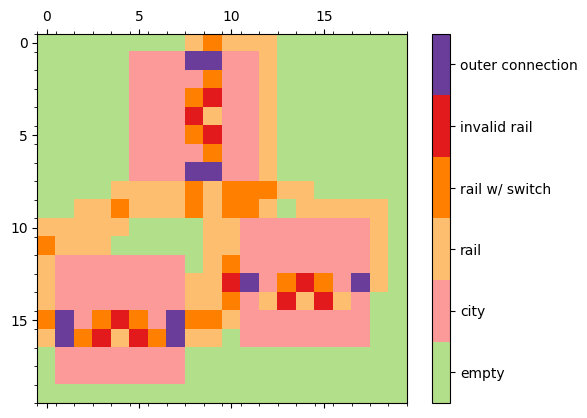 0 5 10 15
0
5
10
15
outer connection
invalid rail
rail w/ switch
rail
city
empty